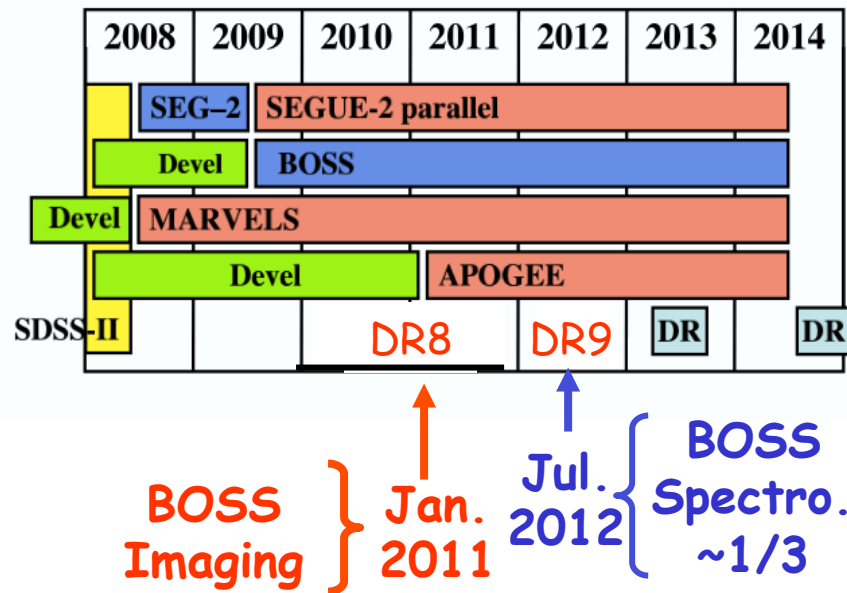 2008 2009 2010 2011 2012 2013 2014
SEG–2 SEGUE-2 parallel
Devel BOSS
Devel MARVELS
Devel APOGEE
SDSS-II DR8 DR9 DR DR
BOSS
Imaging
Jan.
2011
Jul.
2012
BOSS
Spectro.
~1/3